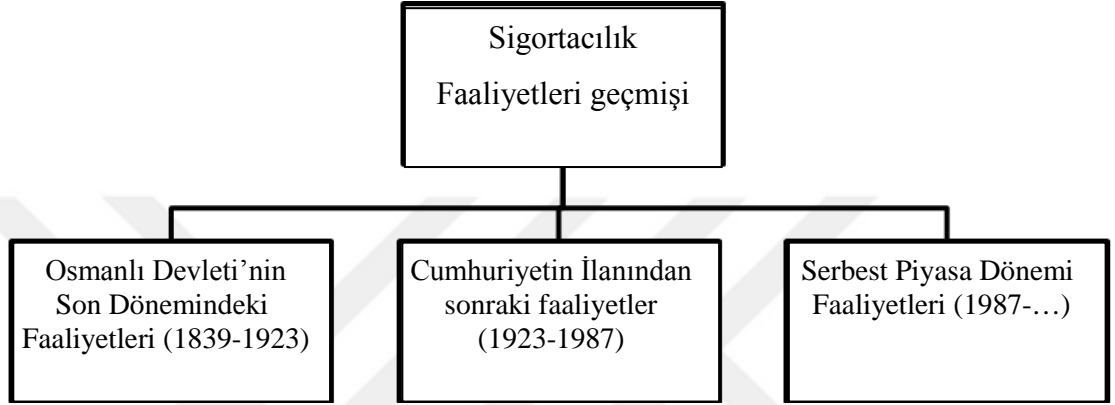 Sigortacılık
Faaliyetleri geçmişi
Osmanlı Devleti’nin
Son Dönemindeki
Faaliyetleri (1839-1923)
Cumhuriyetin İlanından
sonraki faaliyetler
(1923-1987)
Serbest Piyasa Dönemi
Faaliyetleri (1987-…)